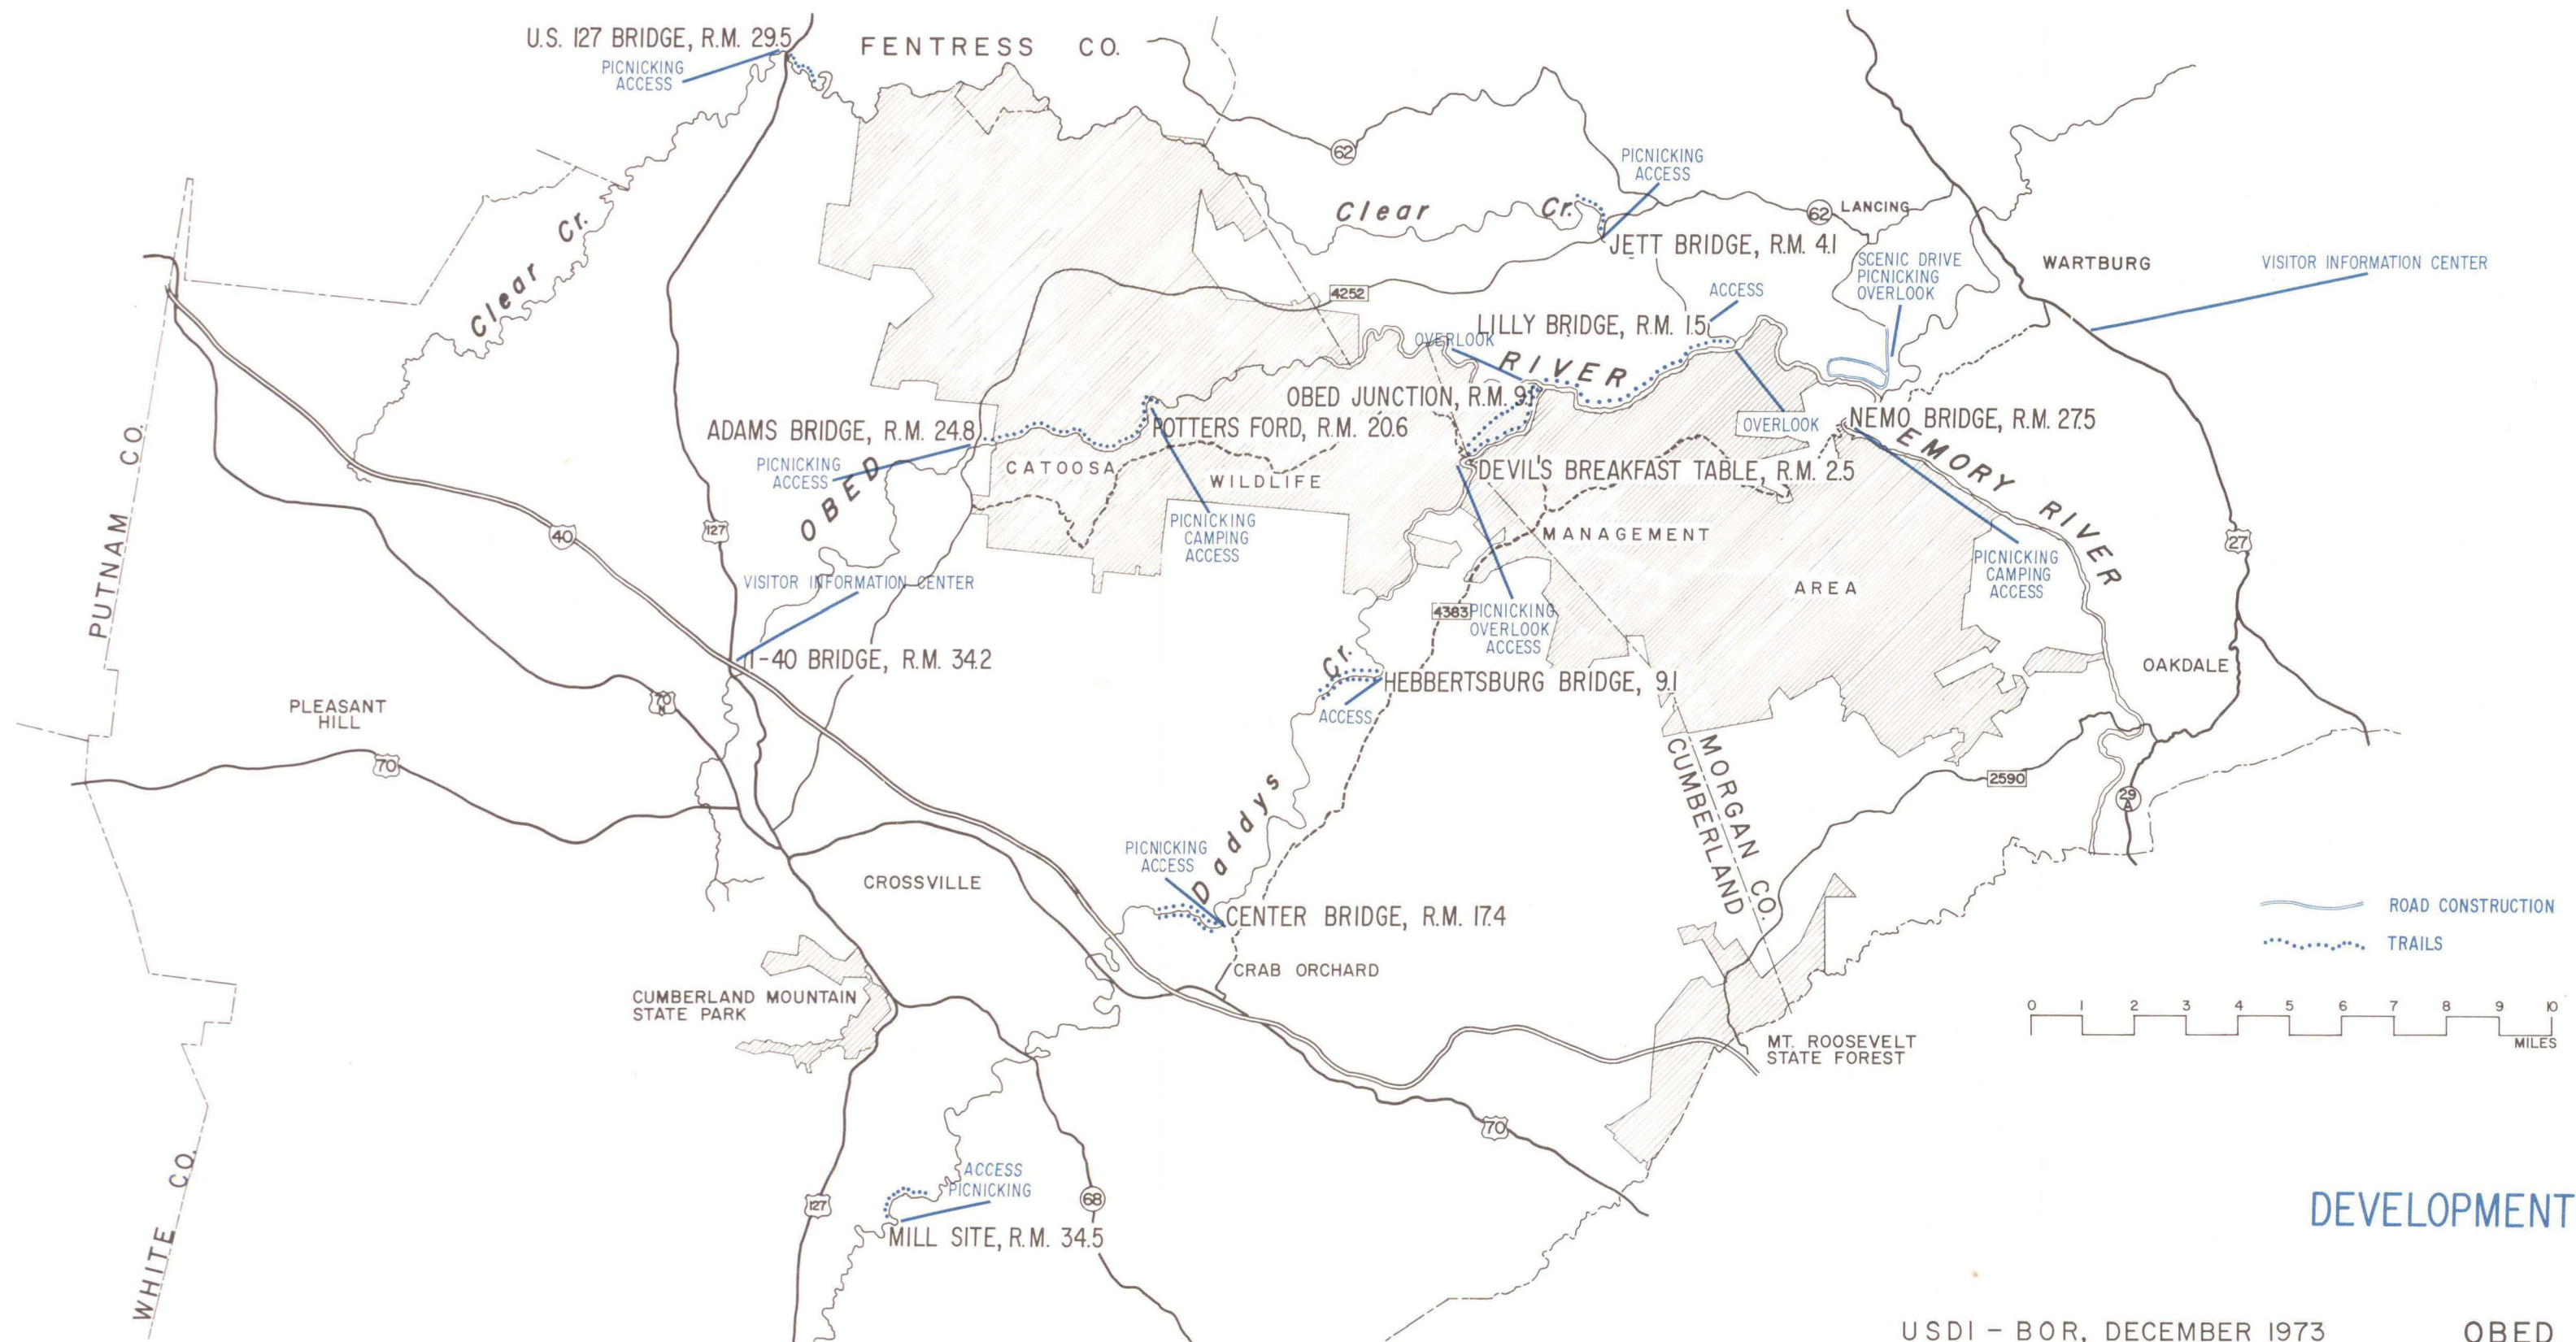 U.S. 127 BRIDGE, R.M. 29.5
PICNICKING
ACCESS
FENTRESS CO.
62
PICNICKING
ACCESS
Clear Cr.
62
LANCING
JETT BRIDGE, R.M. 4.1
Clear Cr.
SCENIC DRIVE
PICNICKING
OVERLOOK
WARTBURG
VISITOR INFORMATION CENTER
4252
ACCESS
LILLY BRIDGE, R.M. 1.5
OVERLOOK
RIVER
OBED JUNCTION, R.M. 9.1
OVERLOOK
NEMO BRIDGE, R.M. 27.5
ADAMS BRIDGE, R.M. 24.8
POTTERS FORD, R.M. 20.6
PICNICKING
ACCESS
OBED
CATOOSA
WILDLIFE
DEVIL'S BREAKFAST TABLE, R.M. 2.5
EMORY RIVER
PUTNAM CO.
40
127
PICNICKING
CAMPING
ACCESS
MANAGEMENT
27
PICNICKING
CAMPING
ACCESS
AREA
VISITOR INFORMATION CENTER
4383
PICNICKING
OVERLOOK
ACCESS
I-40 BRIDGE, R.M. 34.2
OAKDALE
HEBBERTSBURG BRIDGE, 9.1
ACCESS
PLEASANT
HILL
70
N
70
MORGAN CO.
CUMBERLAND
2590
29
A
Daddys Cr.
PICNICKING
ACCESS
CROSSVILLE
CENTER BRIDGE, R.M. 17.4
ROAD CONSTRUCTION
TRAILS
CRAB ORCHARD
CUMBERLAND MOUNTAIN
STATE PARK
0 1 2 3 4 5 6 7 8 9 10
MILES
MT. ROOSEVELT
STATE FOREST
70
WHITE CO.
ACCESS
PICNICKING
127
68
MILL SITE, R.M. 34.5
DEVELOPMENT
USDI - BOR, DECEMBER 1973
OBED